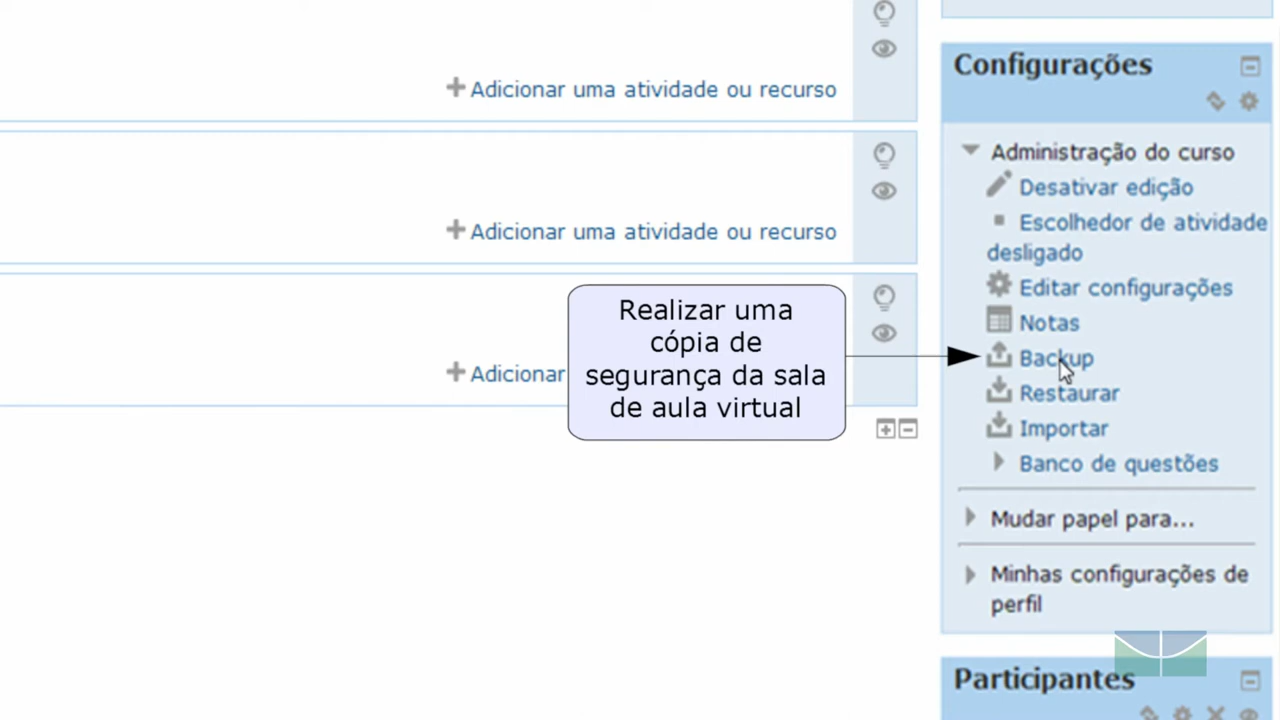 Adicionar uma atividade ou recurso
Adicionar uma atividade ou recurso
Adicionar
Realizar uma
cópia de
segurança da sala
de aula virtual
Configurações
Administração do curso
Desativar edição
Escolhedor de atividade
desligado
Editar configurações
Notas
Backup
Restaurar
Importar
Banco de questões
Mudar papel para...
Minhas configurações de
perfil
Participantes